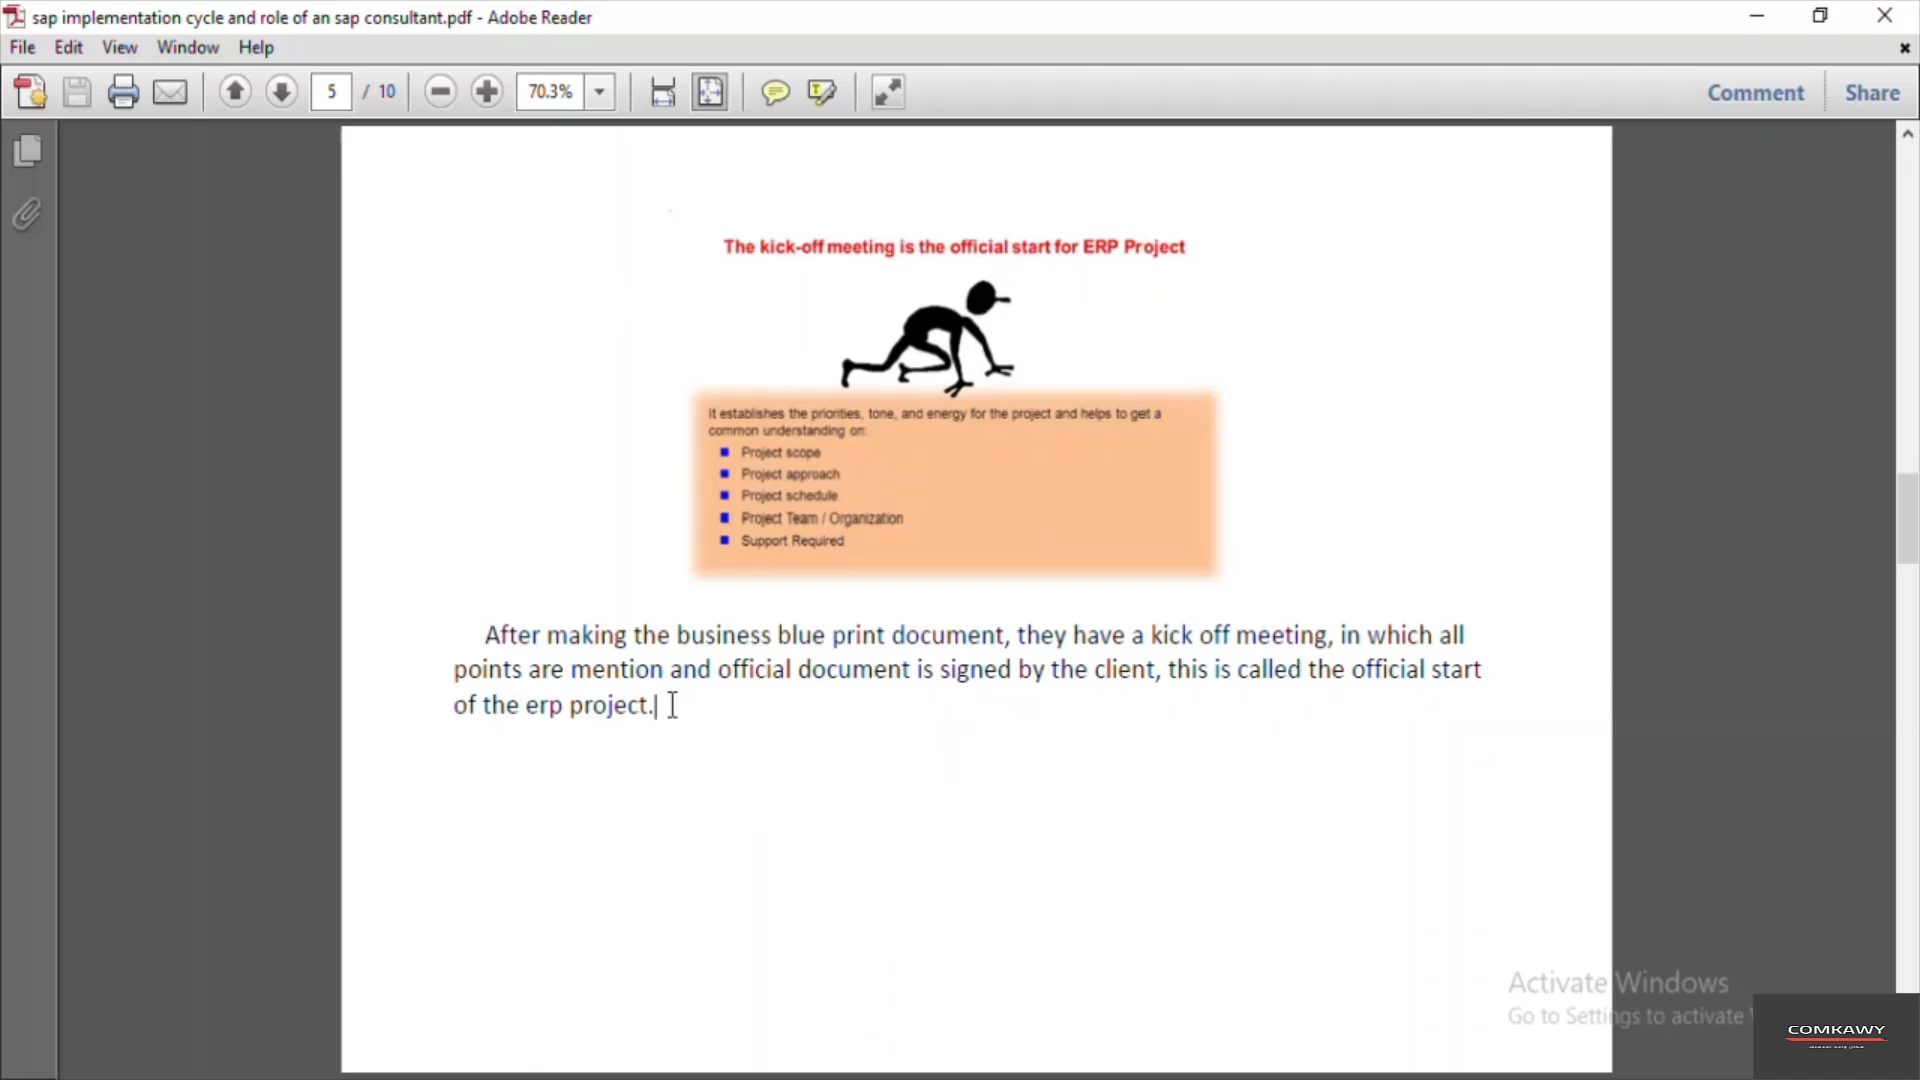 sap implementation cycle and role of an sap consultant.pdf - Adobe Reader
File Edit View Window Help
5 / 10 70.3% Comment Share
The kick-off meeting is the official start for ERP Project
It establishes the priorities, tone, and energy for the project and helps to get a
common understanding on:
Project scope
Project approach
Project schedule
Project Team / Organization
Support Required
After making the business blue print document, they have a kick off meeting, in which all
points are mention and official document is signed by the client, this is called the official start
of the erp project.
Activate Windows
Go to Settings to activate
COMKAWY